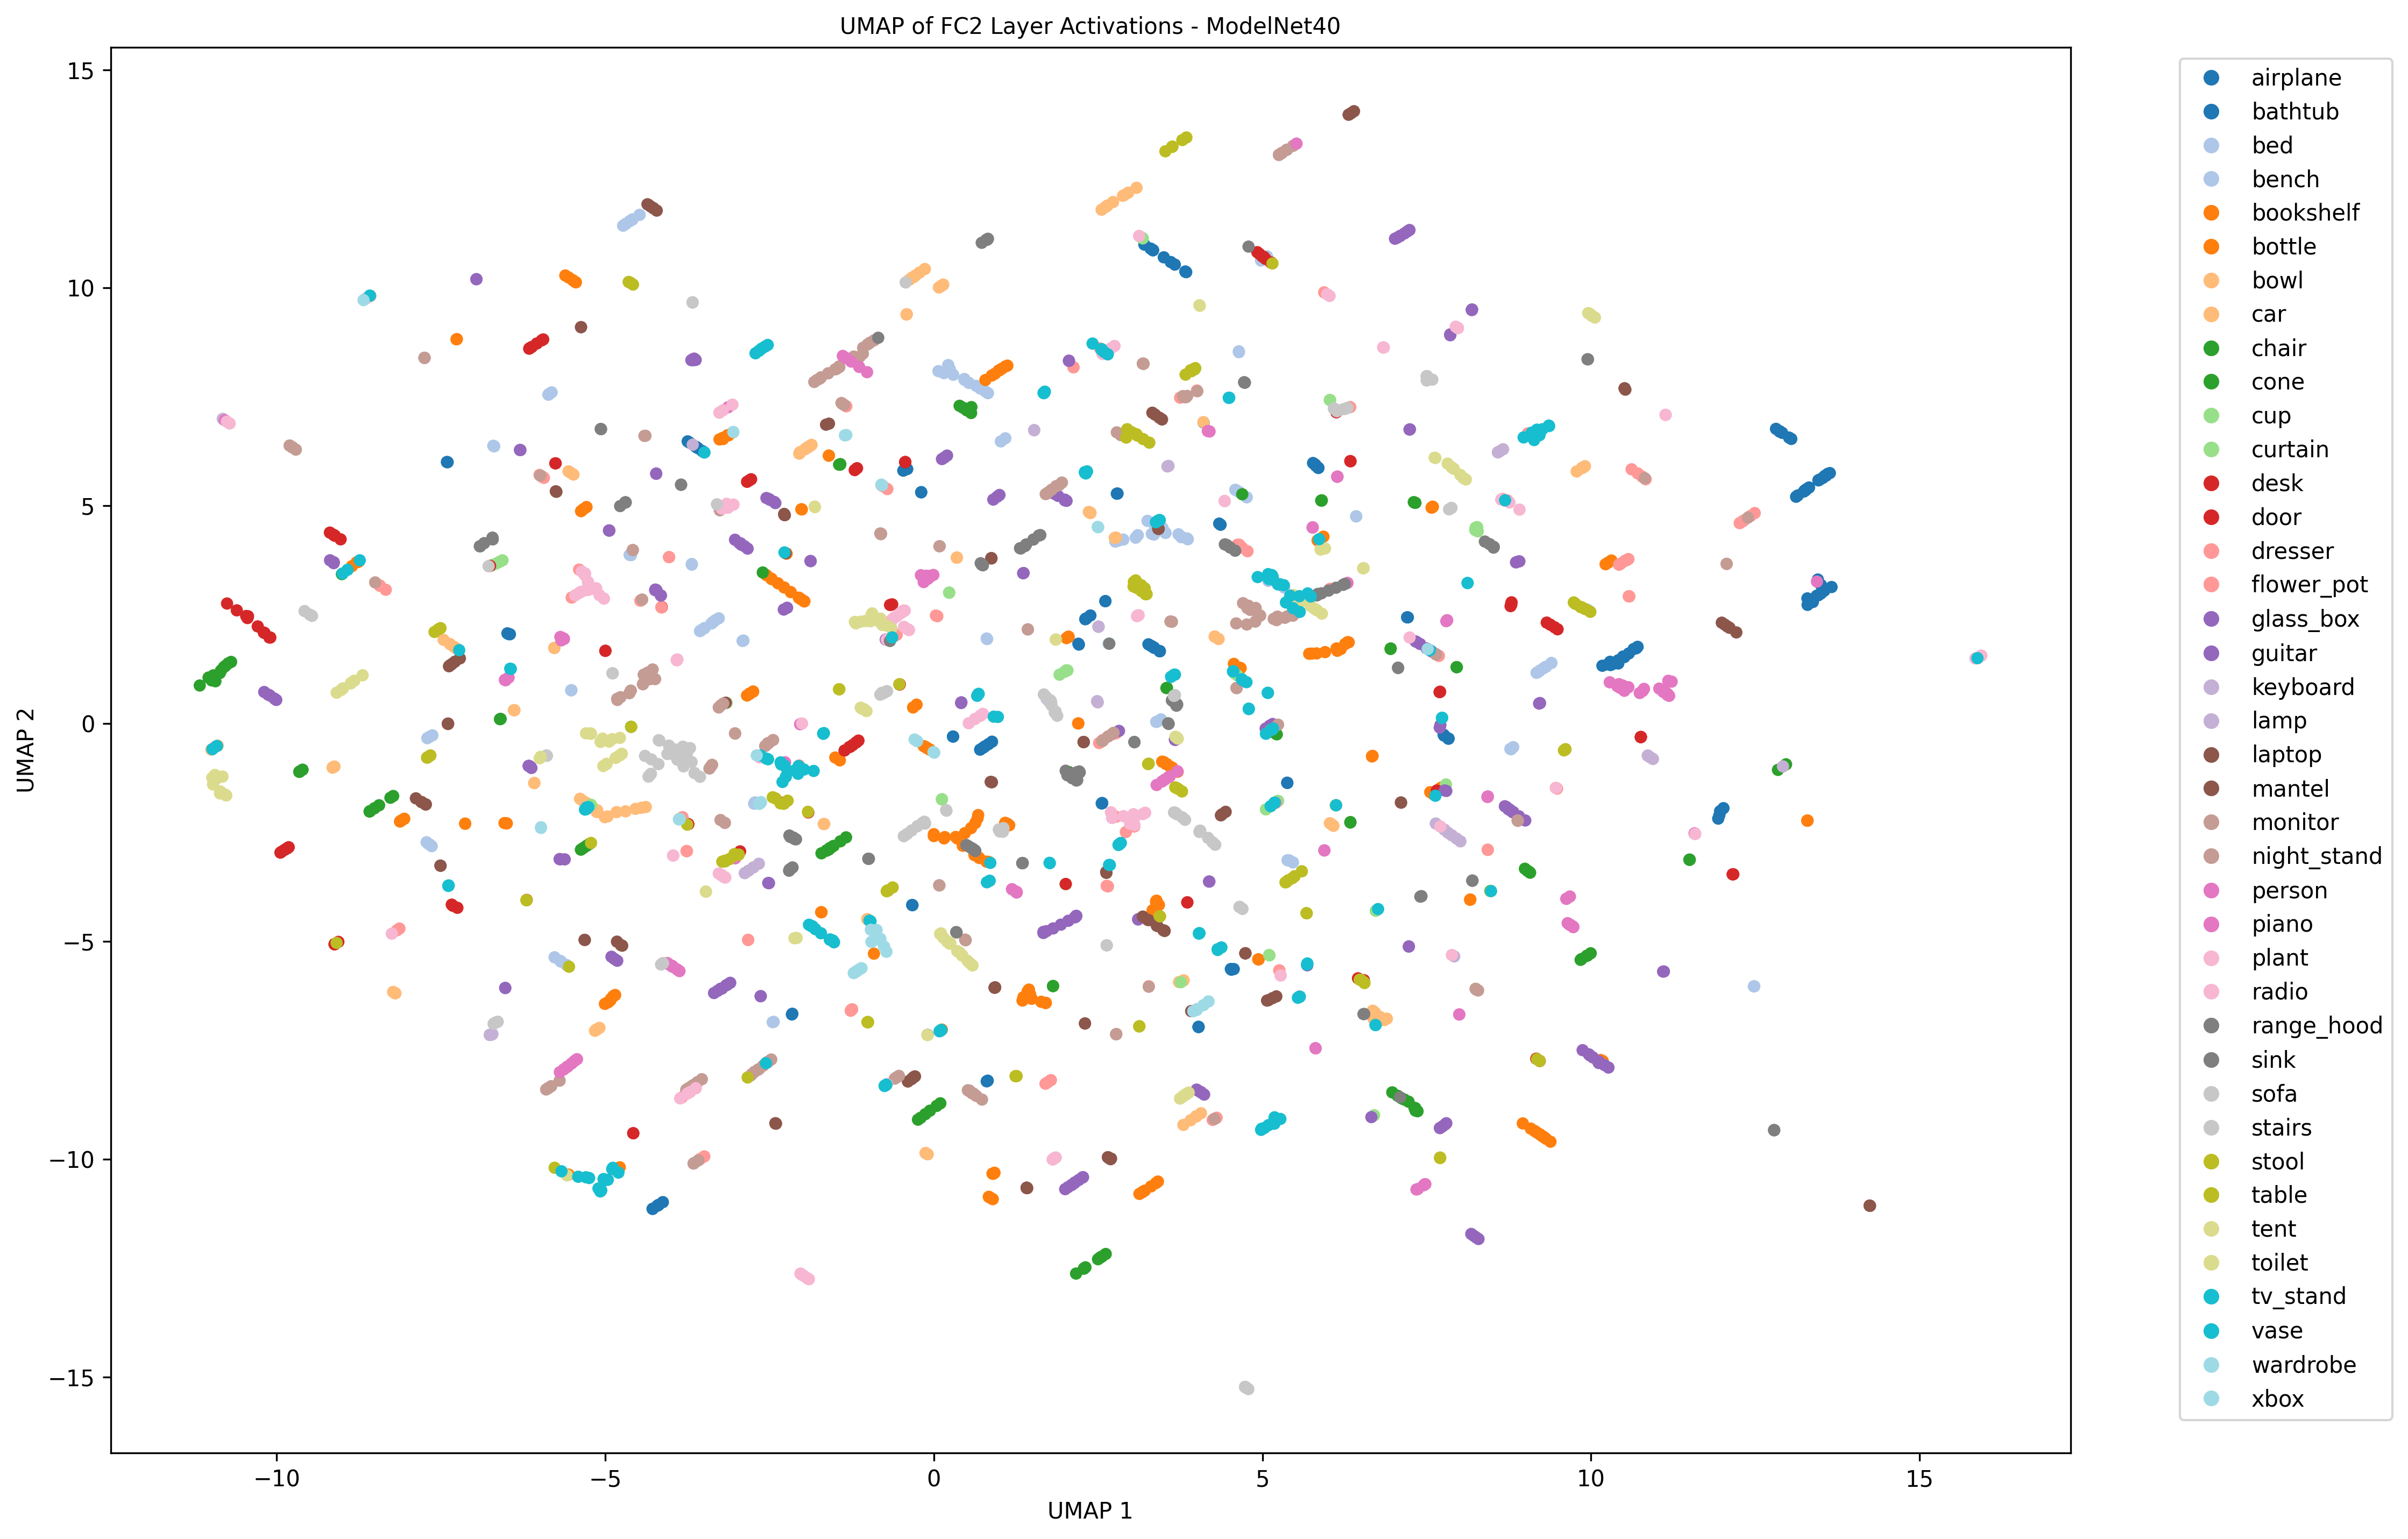 UMAP of FC2 Layer Activations - ModelNet40
15
10
5
0
−5
−10
−15
UMAP 2
−10
−5
0
5
10
15
UMAP 1
airplane
bathtub
bed
bench
bookshelf
bottle
bowl
car
chair
cone
cup
curtain
desk
door
dresser
flower_pot
glass_box
guitar
keyboard
lamp
laptop
mantel
monitor
night_stand
person
piano
plant
radio
range_hood
sink
sofa
stairs
stool
table
tent
toilet
tv_stand
vase
wardrobe
xbox